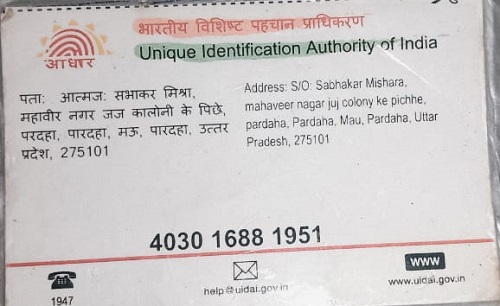 भारतीय विशिष्ट पहचान प्राधिकरण
Unique Identification Authority of India
आधार
पता: आत्मज: सभाकर मिश्रा,
महावीर नगर जज कालोनी के पिछे,
परदहा, पारदहा, मऊ, पारदहा, उत्तर
प्रदेश, 275101
Address: S/O: Sabhakar Mishara,
mahaveer nagar juj colony ke pichhe,
pardaha, Pardaha, Mau, Pardaha, Uttar
Pradesh, 275101
4030 1688 1951
1947
help@uidai.gov.in
www
www.uidai.gov.in